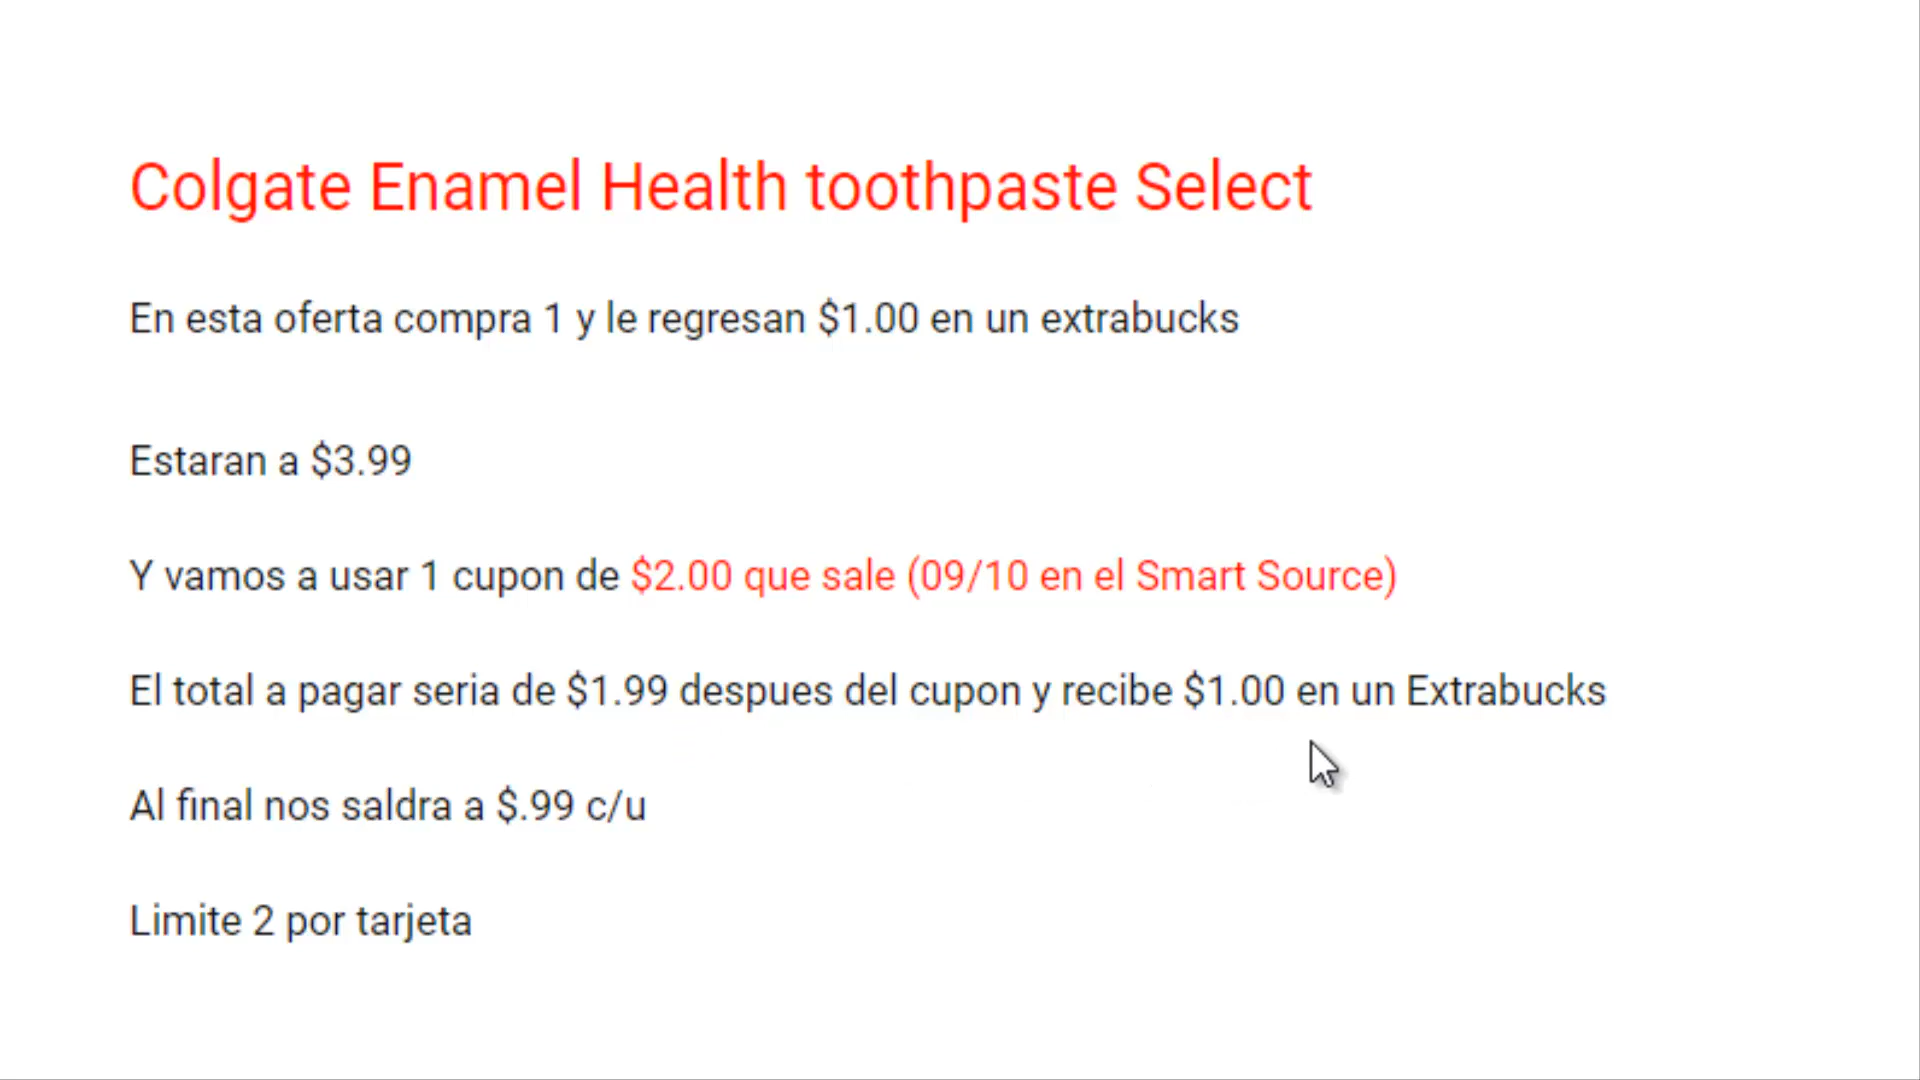 Colgate Enamel Health toothpaste Select
En esta oferta compra 1 y le regresan $1.00 en un extrabucks
Estaran a $3.99
Y vamos a usar 1 cupon de $2.00 que sale (09/10 en el Smart Source)
El total a pagar seria de $1.99 despues del cupon y recibe $1.00 en un Extrabucks
Al final nos saldra a $.99 c/u
Limite 2 por tarjeta